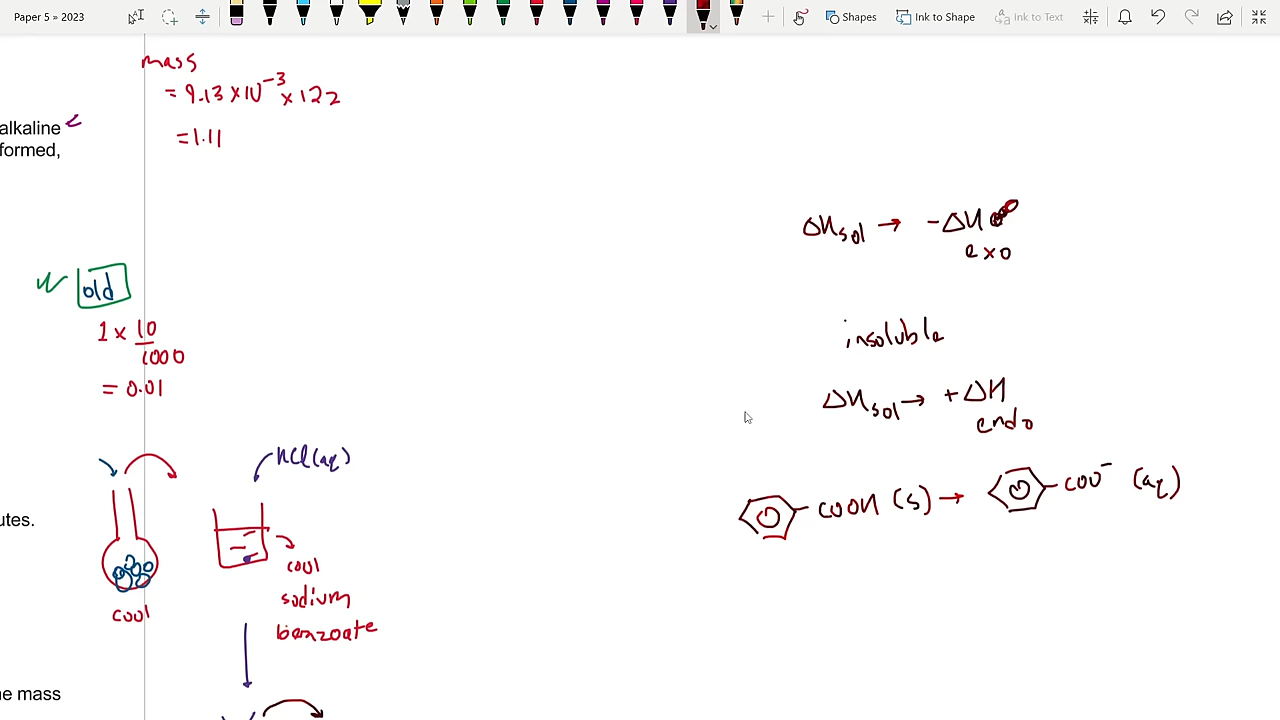 Paper 5 » 2023
Shapes
Ink to Shape
Ink to Text
mass
= 9.13 × 10⁻³ × 122
= 1.11
alkaline
formed,
old
1 × 10
1000
= 0.01
ΔHsol → -ΔH
exo
insoluble
ΔHsol → +ΔH
endo
COOH (s) → COO⁻ (aq)
HCl(aq)
utes.
cool
cool
sodium
benzoate
ne mass